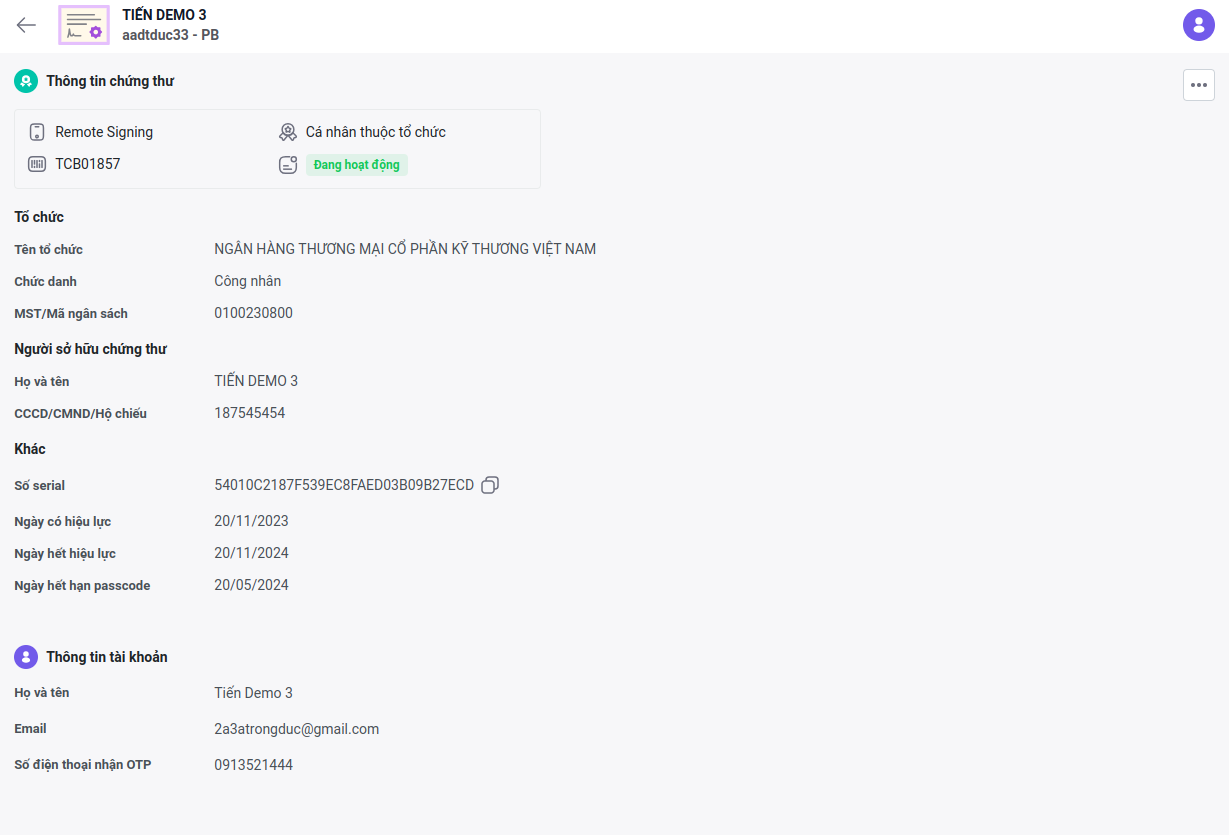 TIẾN DEMO 3
aadtduc33 - PB
Thông tin chứng thư
Remote Signing
Cá nhân thuộc tổ chức
TCB01857
Đang hoạt động
Tổ chức
Tên tổ chức
NGÂN HÀNG THƯƠNG MẠI CỔ PHẦN KỸ THƯƠNG VIỆT NAM
Chức danh
Công nhân
MST/Mã ngân sách
0100230800
Người sở hữu chứng thư
Họ và tên
TIẾN DEMO 3
CCCD/CMND/Hộ chiếu
187545454
Khác
Số serial
54010C2187F539EC8FAED03B09B27ECD
Ngày có hiệu lực
20/11/2023
Ngày hết hiệu lực
20/11/2024
Ngày hết hạn passcode
20/05/2024
Thông tin tài khoản
Họ và tên
Tiến Demo 3
Email
2a3atrongduc@gmail.com
Số điện thoại nhận OTP
0913521444